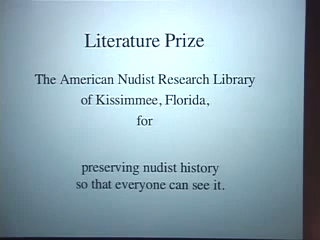 Literature Prize
The American Nudist Research Library
of Kissimmee, Florida,
for
preserving nudist history
so that everyone can see it.